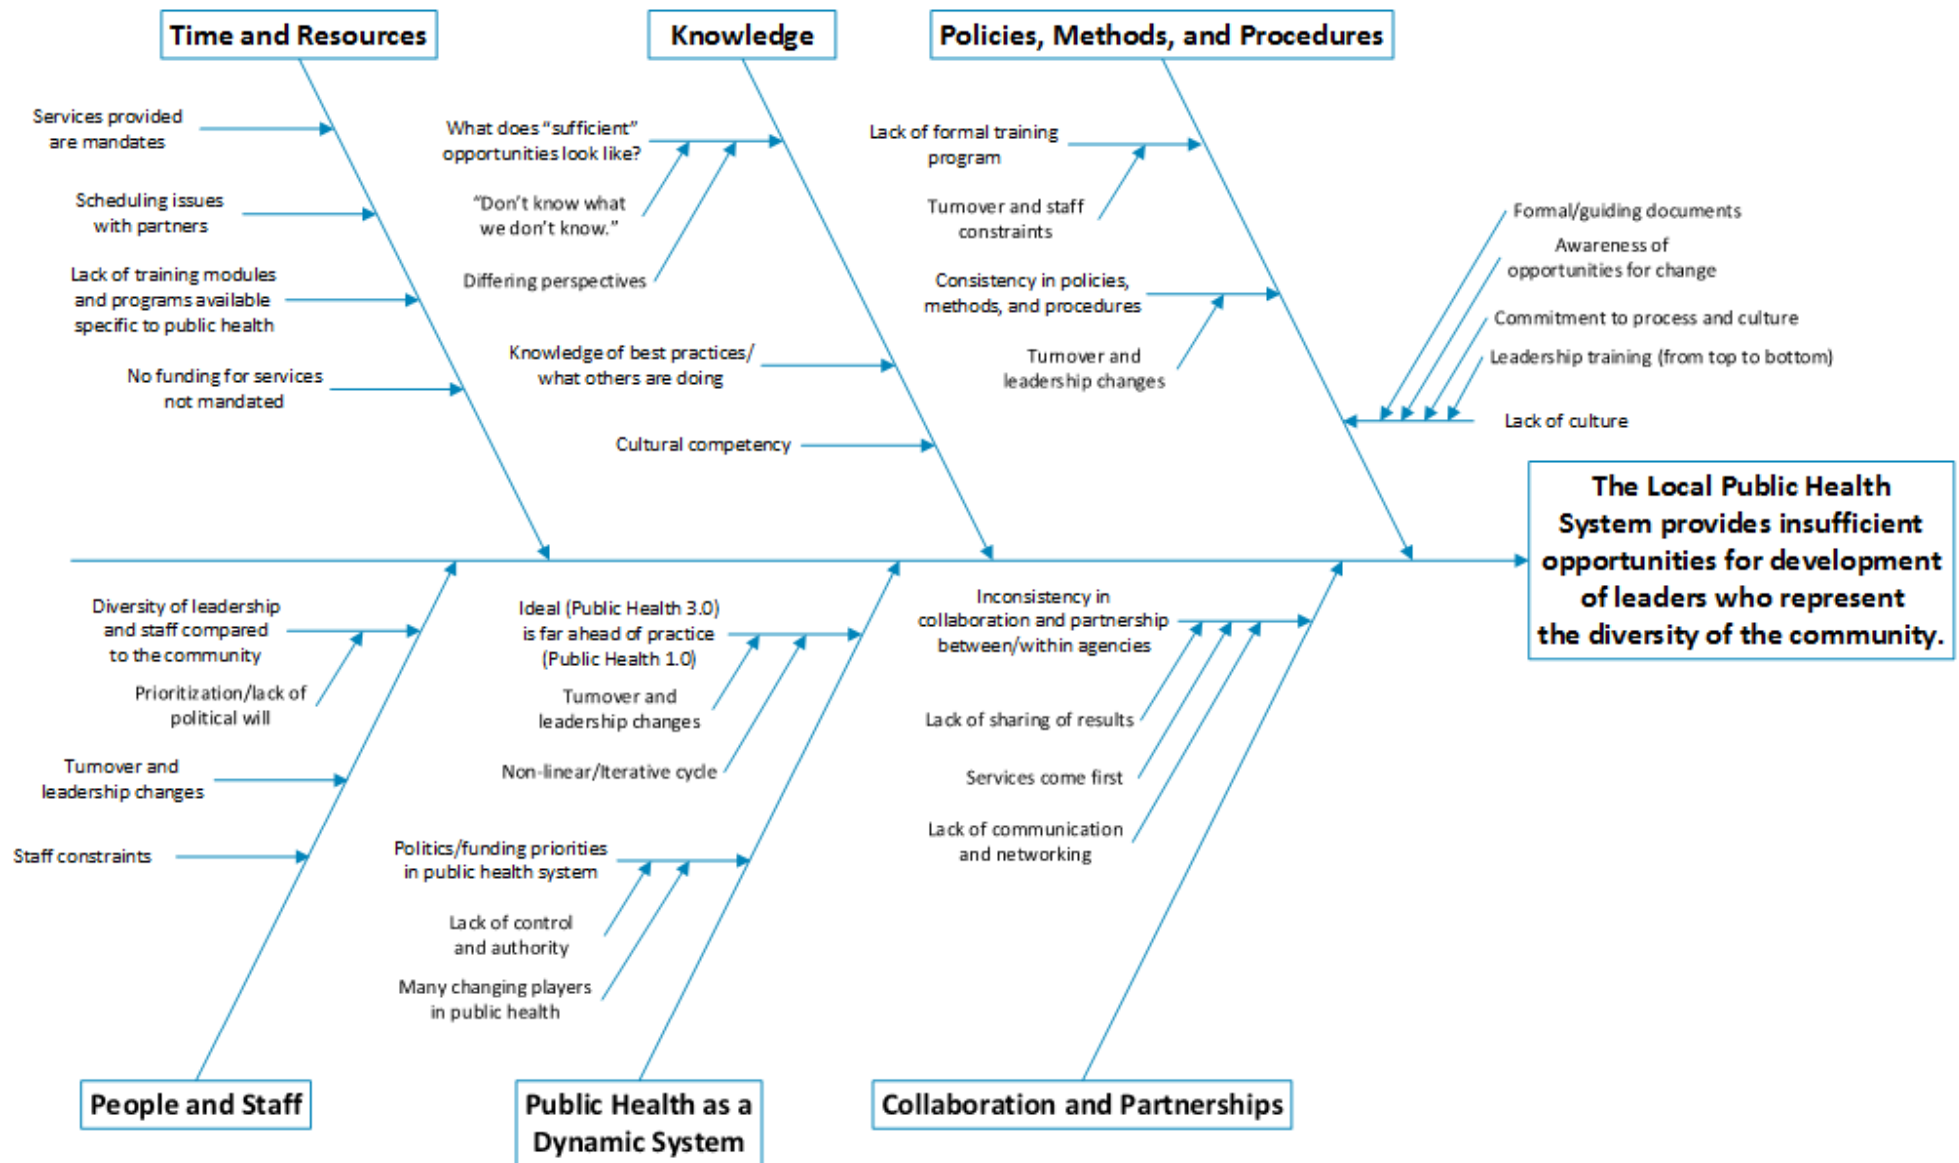 Time and Resources
Knowledge
Policies, Methods, and Procedures
Services provided
are mandates
Scheduling issues
with partners
Lack of training modules
and programs available
specific to public health
No funding for services
not mandated
What does “sufficient”
opportunities look like?
“Don’t know what
we don’t know.”
Differing perspectives
Knowledge of best practices/
what others are doing
Cultural competency
Lack of formal training
program
Turnover and staff
constraints
Consistency in policies,
methods, and procedures
Turnover and
leadership changes
Formal/guiding documents
Awareness of
opportunities for change
Commitment to process and culture
Leadership training (from top to bottom)
Lack of culture
The Local Public Health
System provides insufficient
opportunities for development
of leaders who represent
the diversity of the community.
Diversity of leadership
and staff compared
to the community
Prioritization/lack of
political will
Turnover and
leadership changes
Staff constraints
Ideal (Public Health 3.0)
is far ahead of practice
(Public Health 1.0)
Turnover and
leadership changes
Non-linear/Iterative cycle
Politics/funding priorities
in public health system
Lack of control
and authority
Many changing players
in public health
Inconsistency in
collaboration and partnership
between/within agencies
Lack of sharing of results
Services come first
Lack of communication
and networking
People and Staff
Public Health as a
Dynamic System
Collaboration and Partnerships